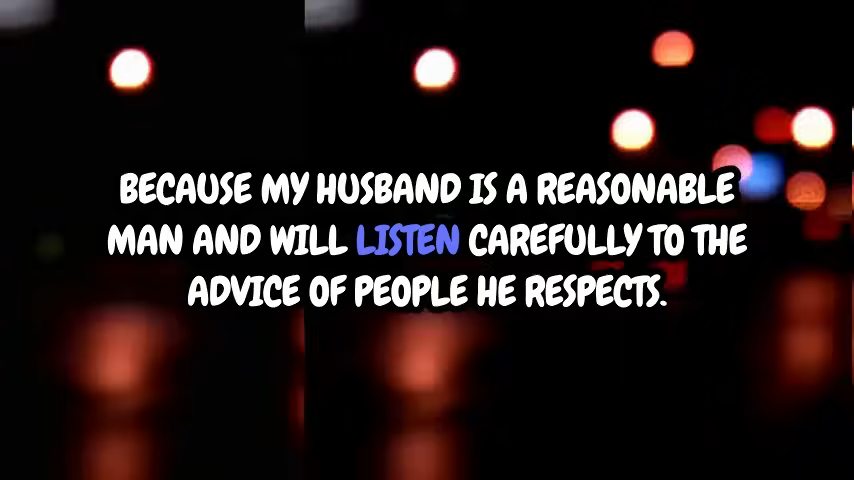 BECAUSE MY HUSBAND IS A REASONABLE
MAN AND WILL LISTEN CAREFULLY TO THE
ADVICE OF PEOPLE HE RESPECTS.